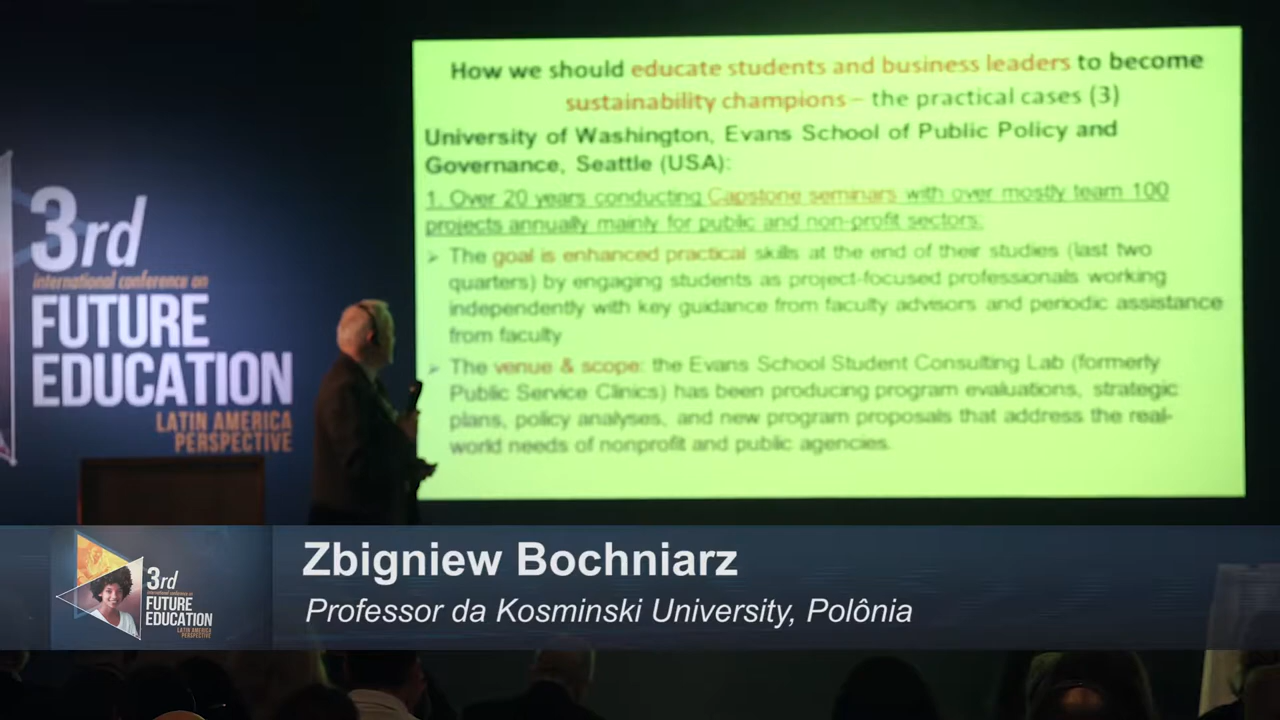 How we should educate students and business leaders to become
sustainability champions – the practical cases (3)
University of Washington, Evans School of Public Policy and
Governance, Seattle (USA):
1. Over 20 years conducting Capstone seminars with over mostly team 100
projects annually mainly for public and non-profit sectors:
➢ The goal is enhanced practical skills at the end of their studies (last two
quarters) by engaging students as project-focused professionals working
independently with key guidance from faculty advisors and periodic assistance
from faculty
➢ The venue & scope: the Evans School Student Consulting Lab (formerly
Public Service Clinics) has been producing program evaluations, strategic
plans, policy analyses, and new program proposals that address the real-
world needs of nonprofit and public agencies.
3rd
international conference on
FUTURE
EDUCATION
LATIN AMERICA
PERSPECTIVE
Zbigniew Bochniarz
Professor da Kosminski University, Polônia
3rd
international conference on
FUTURE
EDUCATION
LATIN AMERICA
PERSPECTIVE